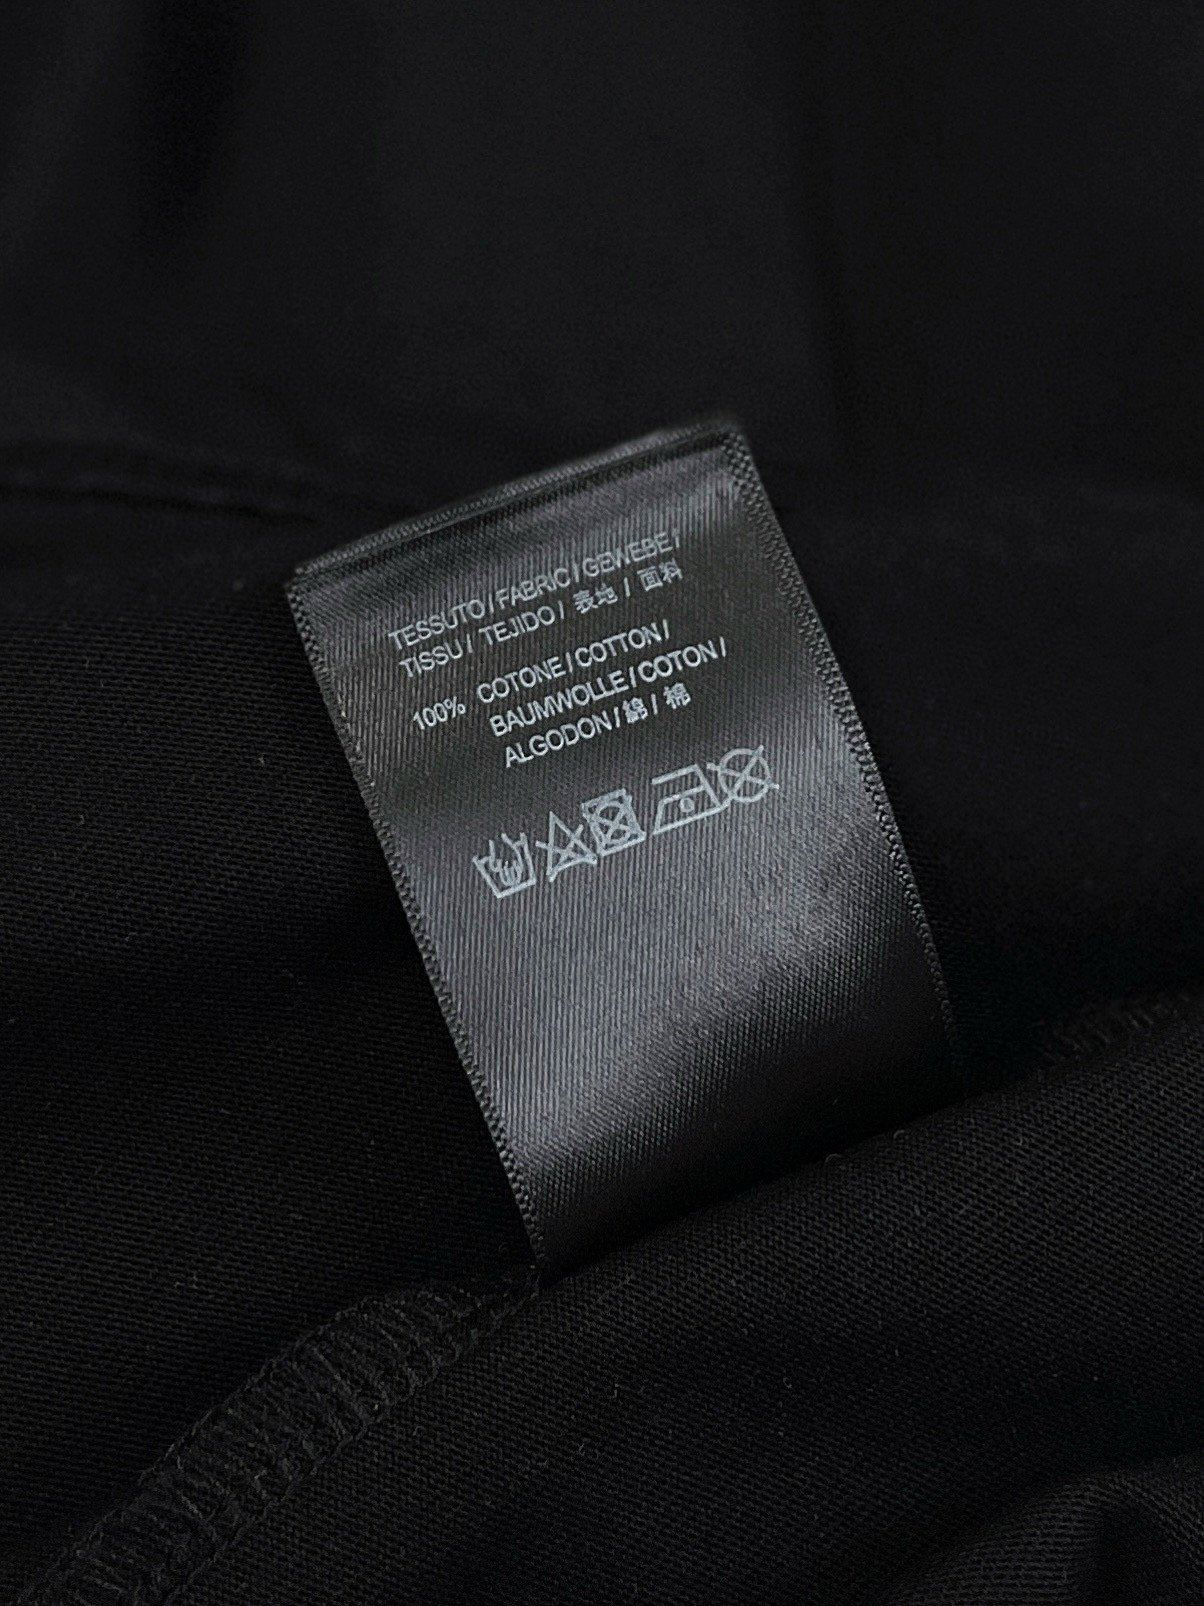 TESSUTO / FABRIC / GEWEBE /
TISSU / TEJIDO / 表地 / 面料
100% COTONE / COTTON /
BAUMWOLLE / COTON /
ALGODON / 綿 / 棉